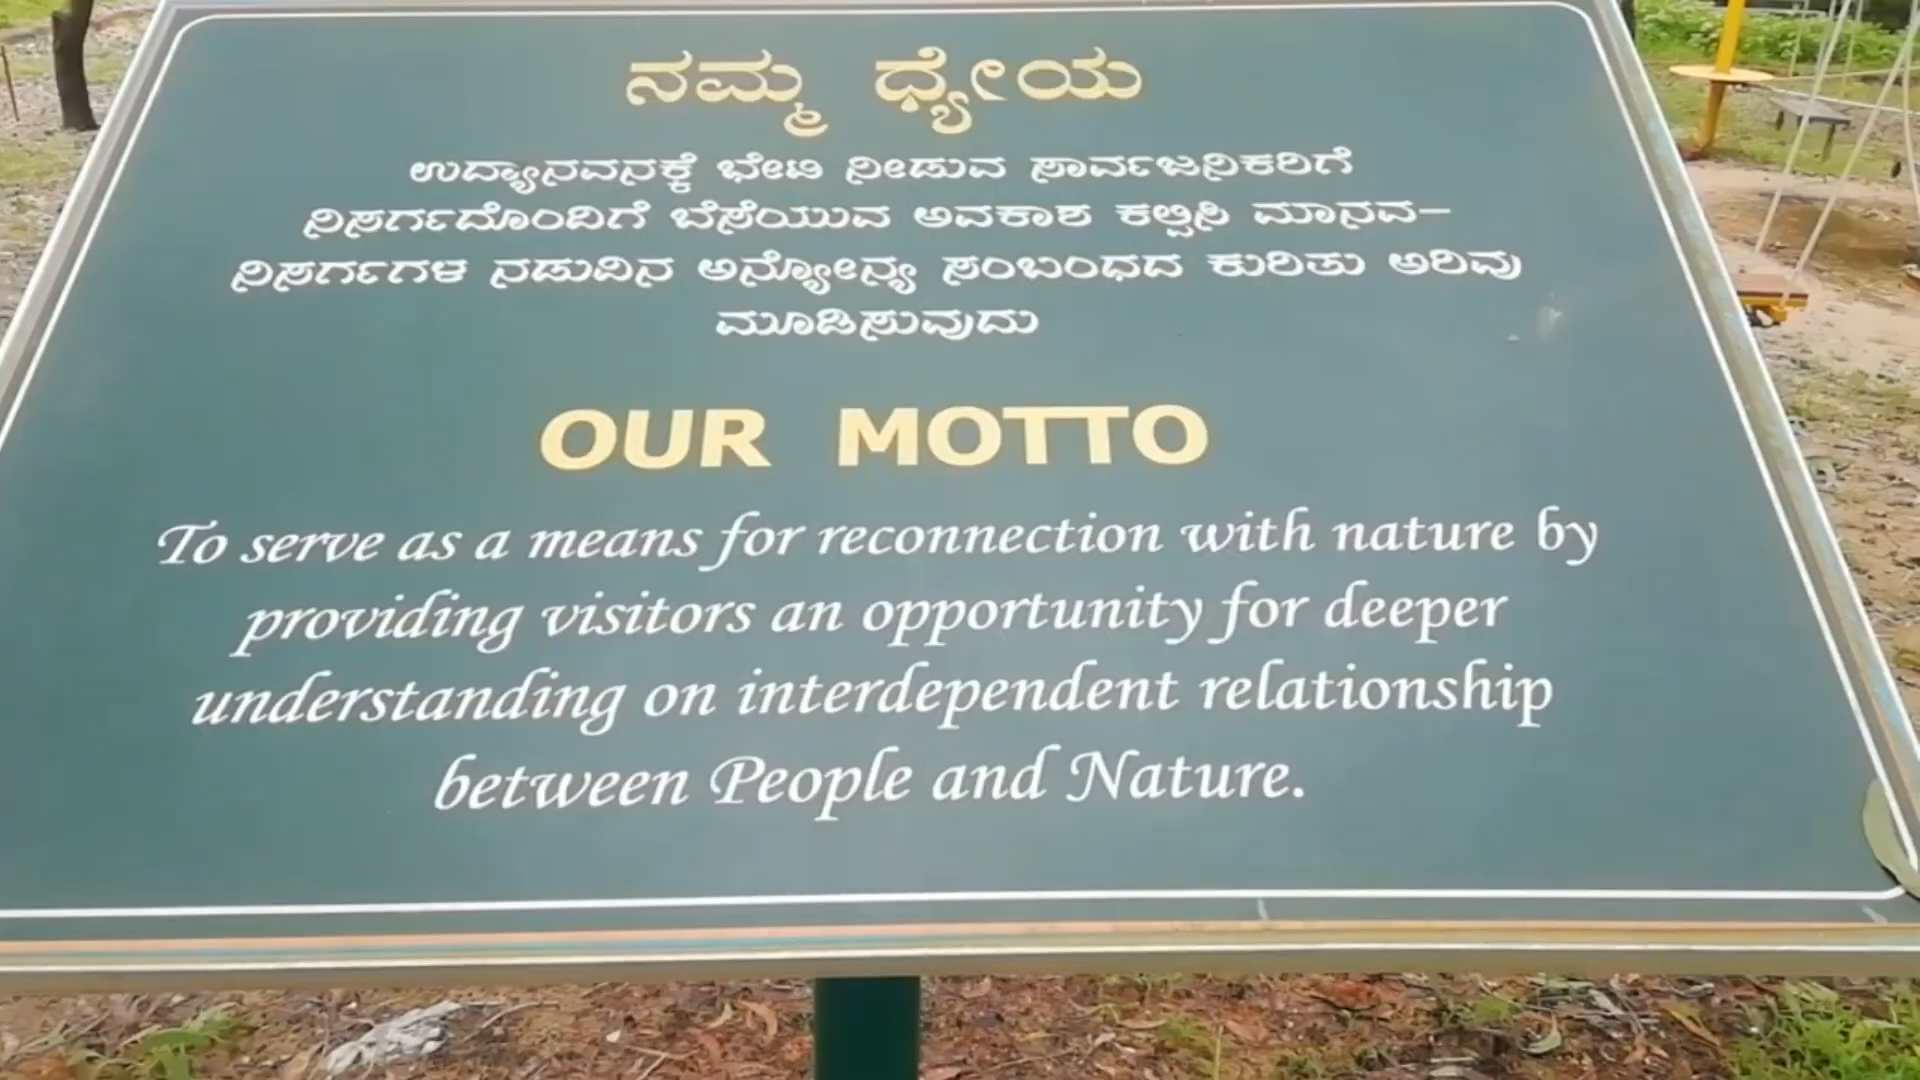 ನಮ್ಮ ಧ್ಯೇಯ
ಉದ್ಯಾನವನಕ್ಕೆ ಭೇಟಿ ನೀಡುವ ಸಾರ್ವಜನಿಕರಿಗೆ
ನಿಸರ್ಗದೊಂದಿಗೆ ಬೆಸೆಯುವ ಅವಕಾಶ ಕಲ್ಪಿಸಿ ಮಾನವ–
ನಿಸರ್ಗಗಳ ನಡುವಿನ ಅನ್ಯೋನ್ಯ ಸಂಬಂಧದ ಕುರಿತು ಅರಿವು
ಮೂಡಿಸುವುದು
OUR MOTTO
To serve as a means for reconnection with nature by
providing visitors an opportunity for deeper
understanding on interdependent relationship
between People and Nature.